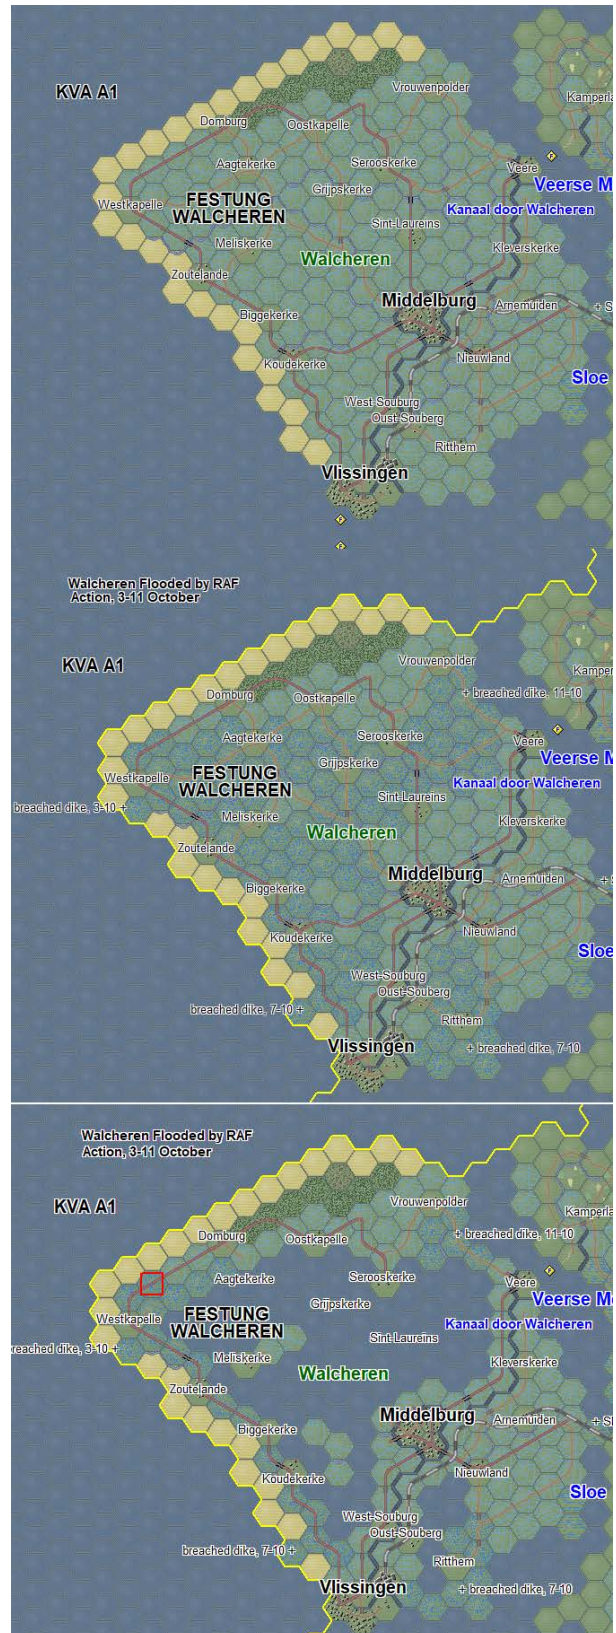 KVA A1
Vrouwenpolder
Kamperla
Domburg
Oostkapelle
Aagtekerke
Serooskerke
Veere
Westkapelle
FESTUNG
WALCHEREN
Grijpskerke
Veerse M
Kanaal door Walcheren
Sint-Laureins
Meliskerke
Walcheren
Kleverskerke
Zoutelande
Middelburg
Arnemuiden
+ S
Biggekerke
Koudekerke
Nieuwland
Sloe
West-Souburg
Oust-Souberg
Ritthem
Vlissingen
F
F
F
Walcheren Flooded by RAF
Action, 3-11 October
KVA A1
Vrouwenpolder
Kamper
Domburg
Oostkapelle
+ breached dike, 11-10
Aagtekerke
Serooskerke
Veere
F
Grijpskerke
Veerse M
Westkapelle
FESTUNG
WALCHEREN
Kanaal door Walcheren
Sint-Laureins
breached dike, 3-10 +
Meliskerke
Kleverskerke
Walcheren
Zoutelande
Middelburg
Arnemuiden
+ S
Biggekerke
Koudekerke
Nieuwland
Sloe
West-Souburg
Oust-Souberg
breached dike, 7-10 +
Ritthem
Vlissingen
+ breached dike, 7-10
Walcheren Flooded by RAF
Action, 3-11 October
KVA A1
Vrouwenpolder
Kamperla
Domburg
Oostkapelle
+ breached dike, 11-10
Aagtekerke
Serooskerke
Veere
F
Grijpskerke
Veerse M
Westkapelle
FESTUNG
WALCHEREN
Kanaal door Walcheren
Sint-Laureins
reached dike, 3-10 +
Meliskerke
Kleverskerke
Walcheren
Zoutelande
Middelburg
Arnemuiden
+ Sl
Biggekerke
Koudekerke
Nieuwland
Sloe
West-Souburg
Oust-Souberg
breached dike, 7-10 +
Ritthem
Vlissingen
+ breached dike, 7-10